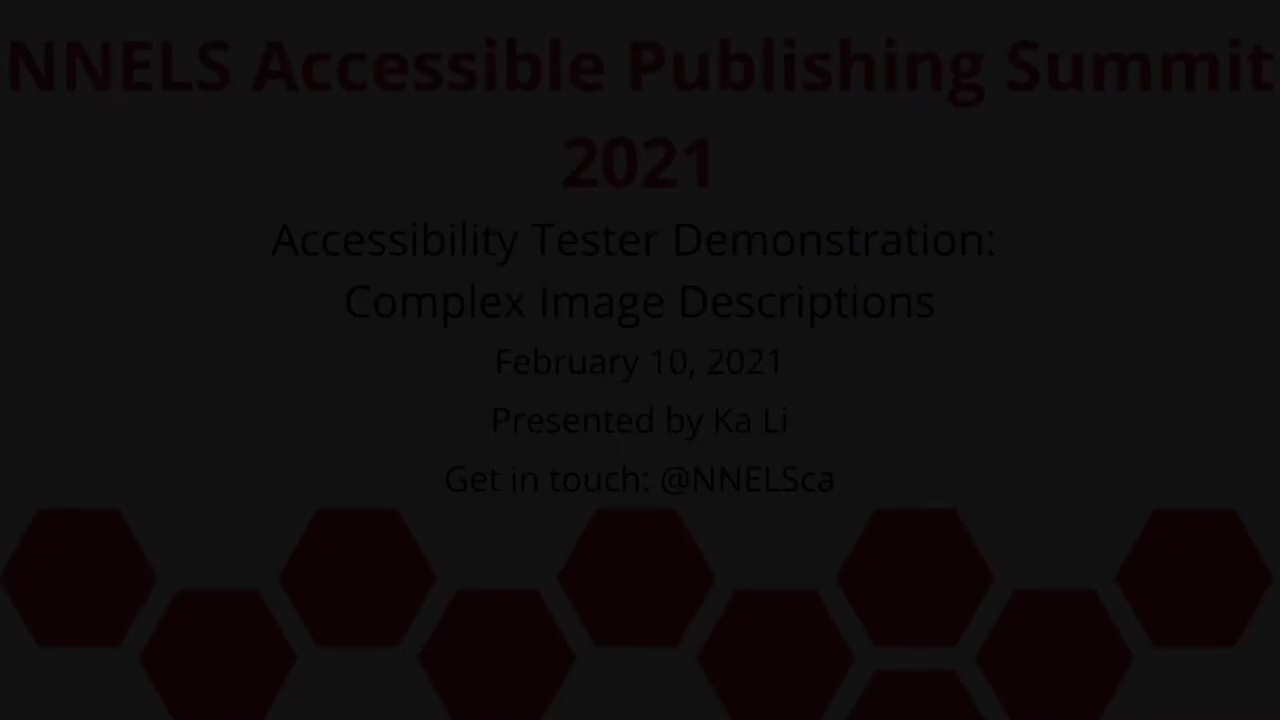 NNELS Accessible Publishing Summit
2021
Accessibility Tester Demonstration:
Complex Image Descriptions
February 10, 2021
Presented by Ka Li
Get in touch: @NNELSca